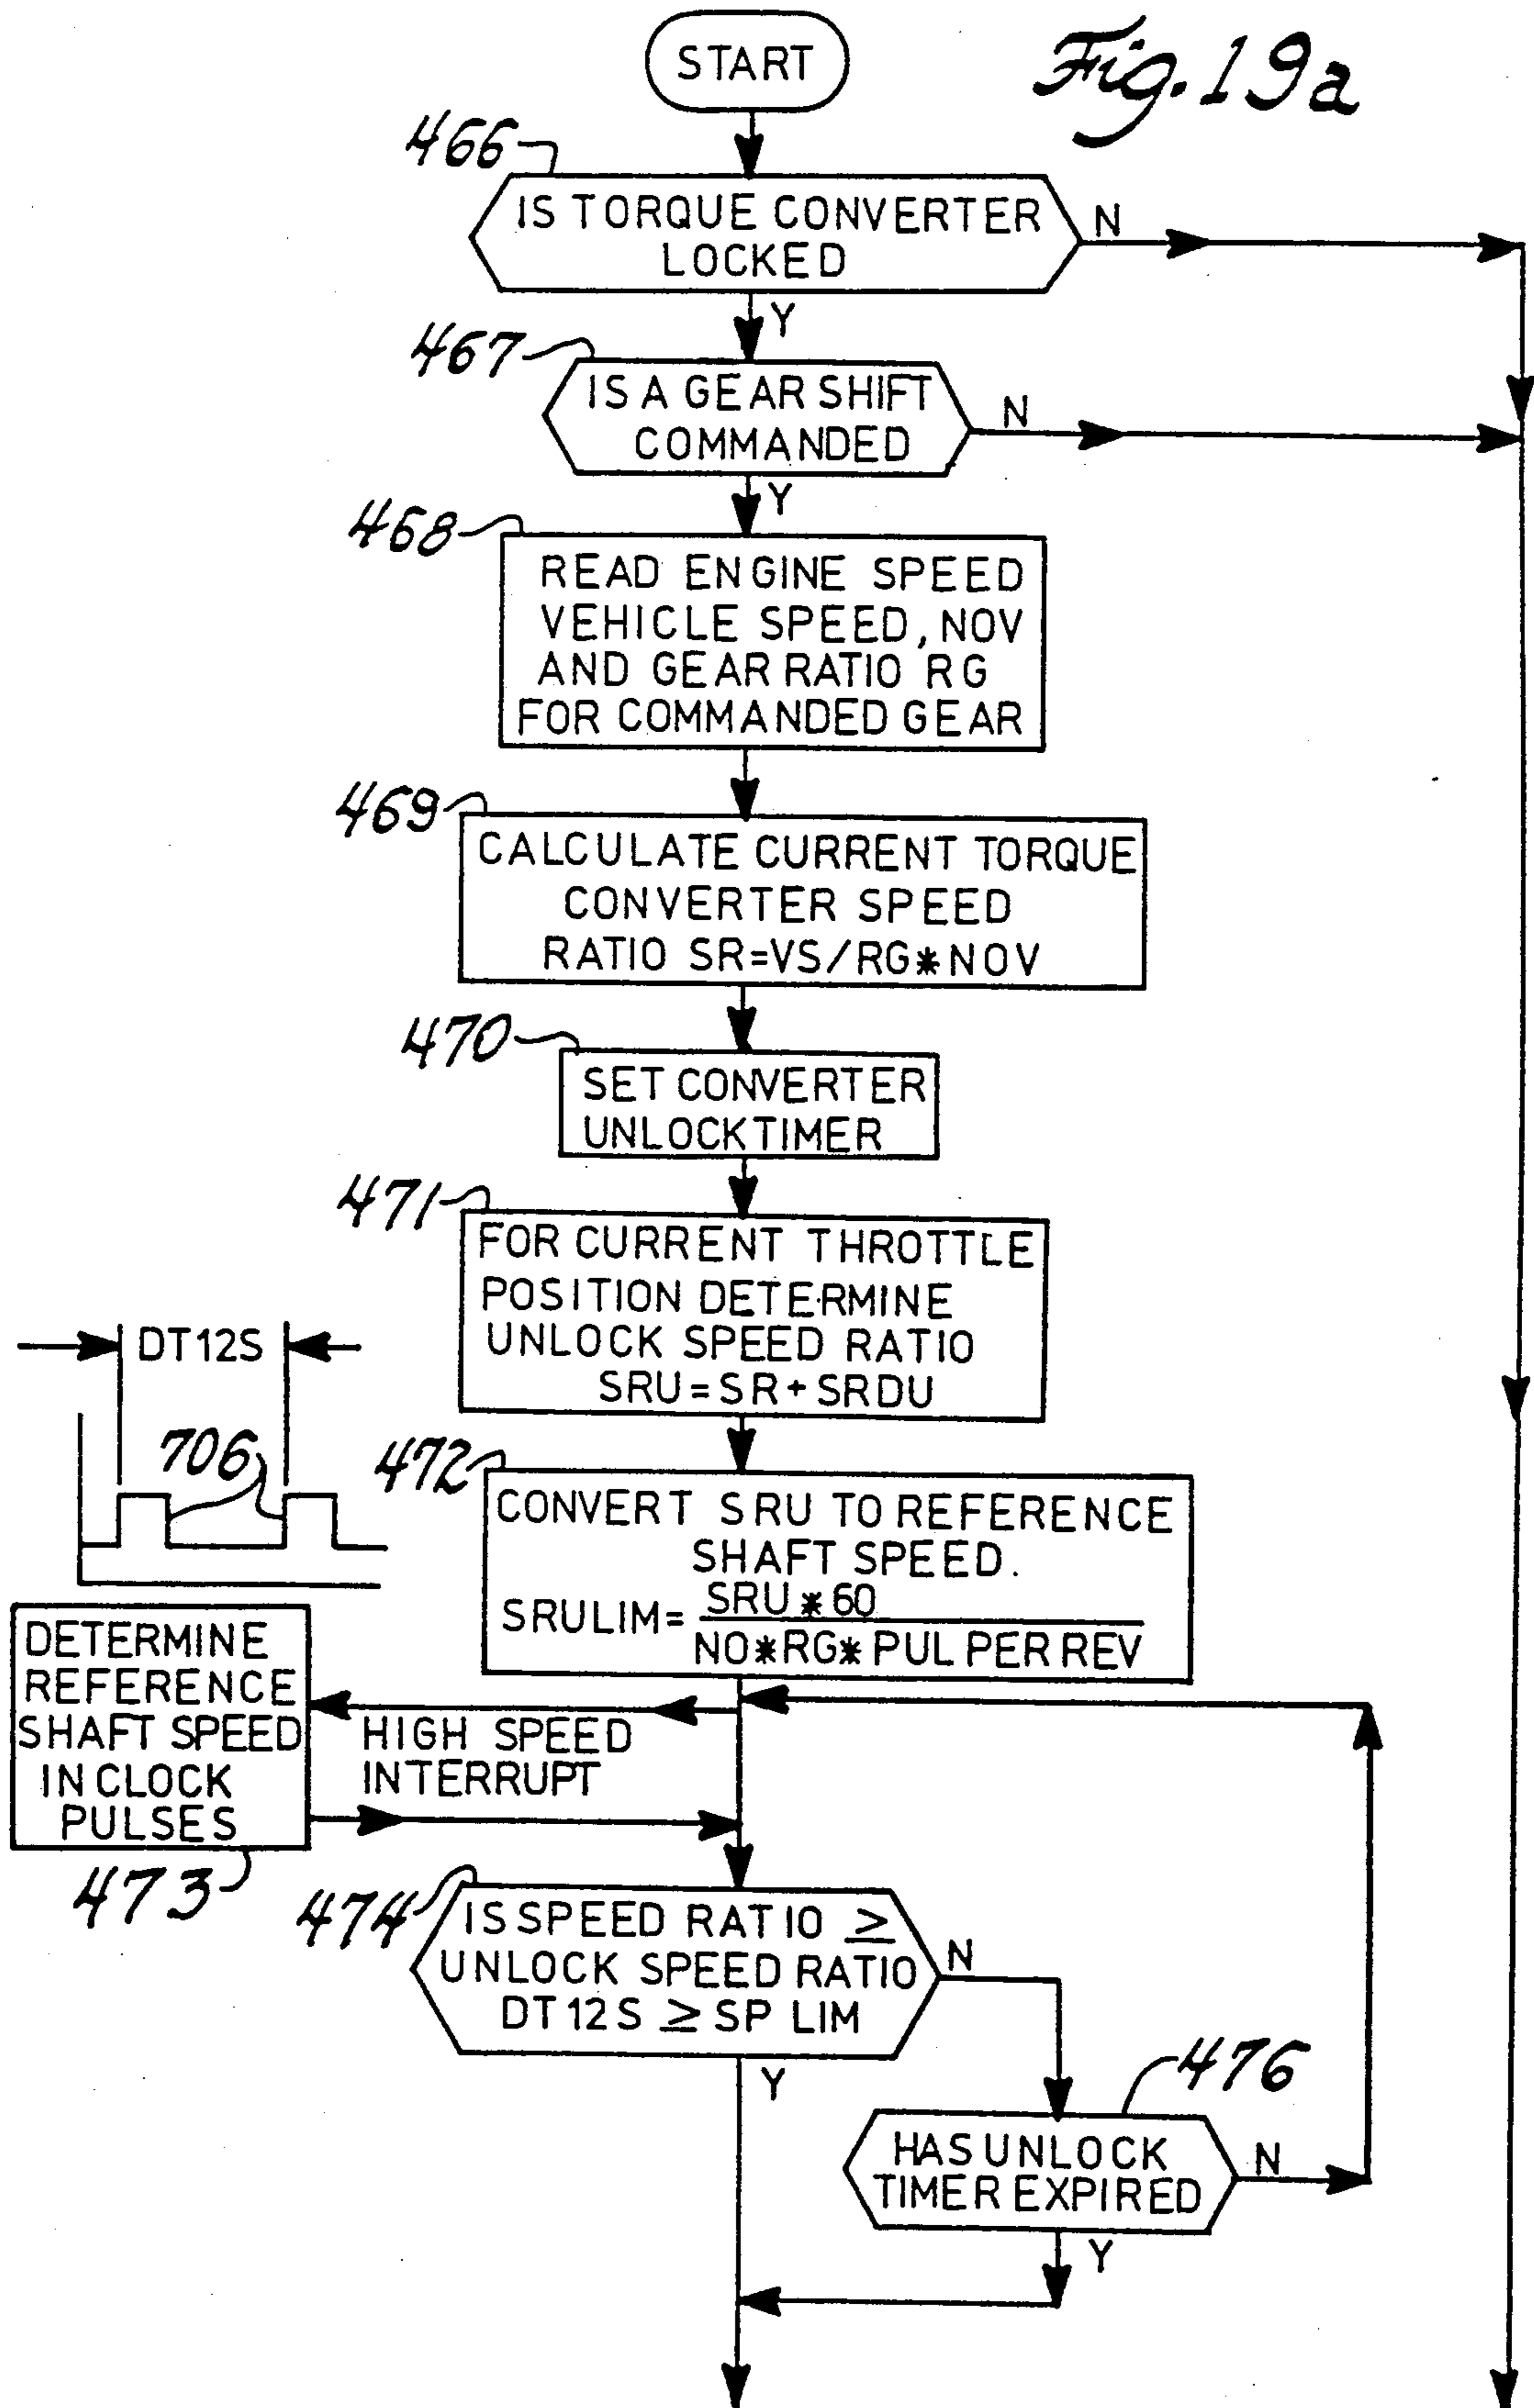 START
Fig. 19a
466
IS TORQUE CONVERTER
LOCKED
N
Y
467
IS A GEAR SHIFT
COMMANDED
N
Y
468
READ ENGINE SPEED
VEHICLE SPEED, NOV
AND GEAR RATIO RG
FOR COMMANDED GEAR
469
CALCULATE CURRENT TORQUE
CONVERTER SPEED
RATIO SR=VS/RG*NOV
470
SET CONVERTER
UNLOCK TIMER
471
FOR CURRENT THROTTLE
POSITION DETERMINE
UNLOCK SPEED RATIO
SRU=SR+SRDU
DT12S
706
472
CONVERT SRU TO REFERENCE
SHAFT SPEED.
SRULIM= SRU*60
NO*RG*PUL PER REV
DETERMINE
REFERENCE
SHAFT SPEED
IN CLOCK
PULSES
HIGH SPEED
INTERRUPT
473
474
IS SPEED RATIO ≥
UNLOCK SPEED RATIO
DT12S ≥ SP LIM
N
Y
476
HAS UNLOCK
TIMER EXPIRED
N
Y